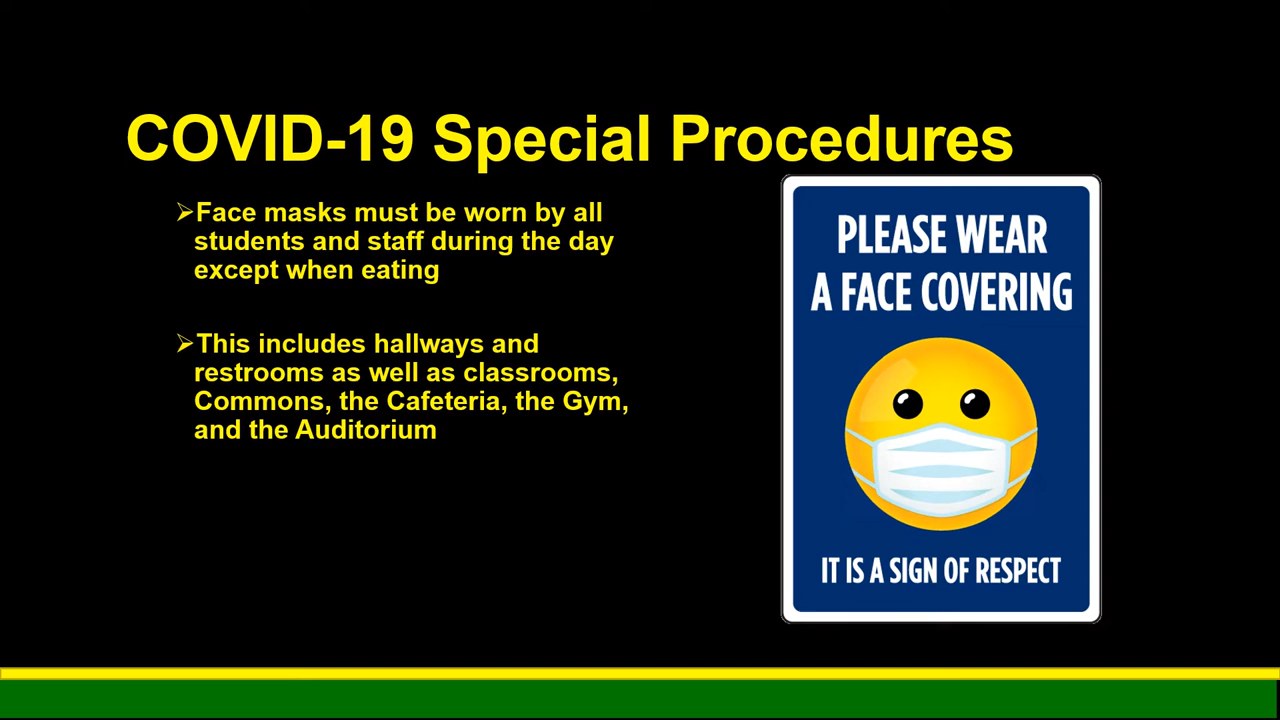 COVID-19 Special Procedures
➢Face masks must be worn by all
students and staff during the day
except when eating
➢This includes hallways and
restrooms as well as classrooms,
Commons, the Cafeteria, the Gym,
and the Auditorium
PLEASE WEAR
A FACE COVERING
IT IS A SIGN OF RESPECT